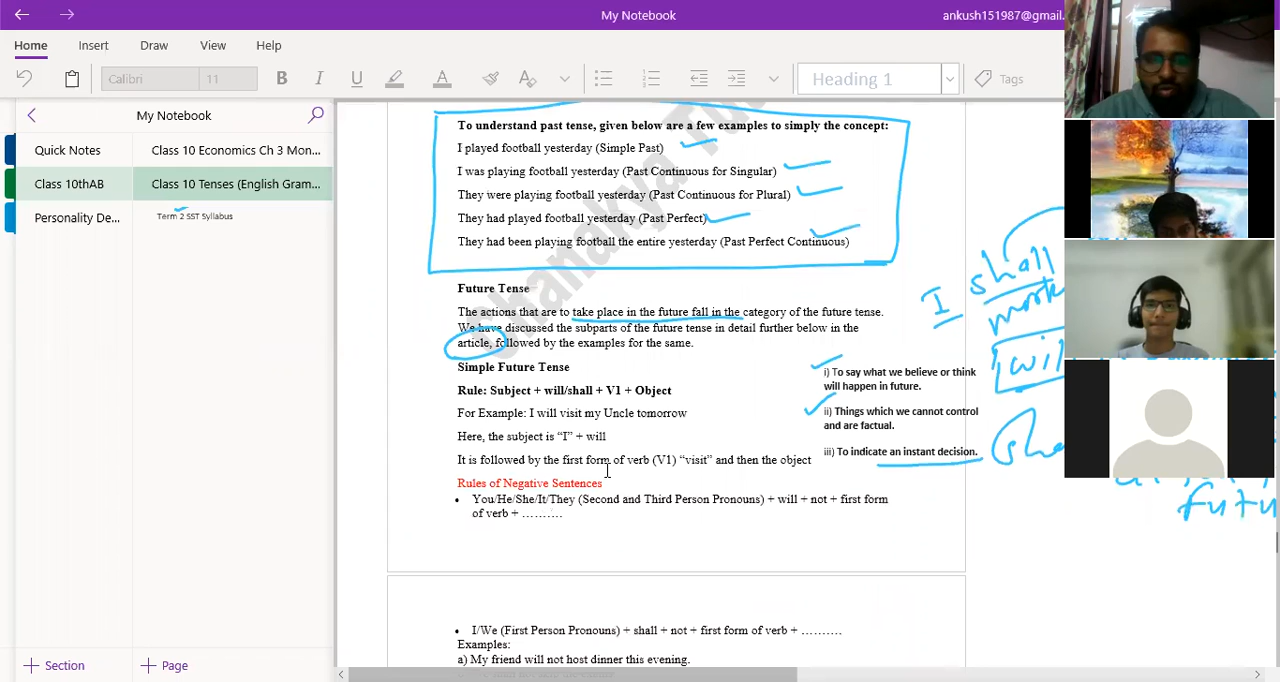 My Notebook
ankush151987@gmail.
Home Insert Draw View Help
Calibri 11 B I U A A Heading 1 Tags
My Notebook
Quick Notes
Class 10thAB
Personality De...
Class 10 Economics Ch 3 Mon...
Class 10 Tenses (English Gram...
Term 2 SST Syllabus
To understand past tense, given below are a few examples to simply the concept:
I played football yesterday (Simple Past)
I was playing football yesterday (Past Continuous for Singular)
They were playing football yesterday (Past Continuous for Plural)
They had played football yesterday (Past Perfect)
They had been playing football the entire yesterday (Past Perfect Continuous)
Future Tense
The actions that are to take place in the future fall in the category of the future tense.
We have discussed the subparts of the future tense in detail further below in the
article, followed by the examples for the same.
Simple Future Tense
Rule: Subject + will/shall + V1 + Object
For Example: I will visit my Uncle tomorrow
Here, the subject is “I” + will
It is followed by the first form of verb (V1) “visit” and then the object
Rules of Negative Sentences
• You/He/She/It/They (Second and Third Person Pronouns) + will + not + first form
of verb + ……….
• I/We (First Person Pronouns) + shall + not + first form of verb + ……….
Examples:
a) My friend will not host dinner this evening.
i) To say what we believe or think
will happen in future.
ii) Things which we cannot control
and are factual.
iii) To indicate an instant decision.
I shall
will
Sha
futu
Chanakya Tu
Section
Page